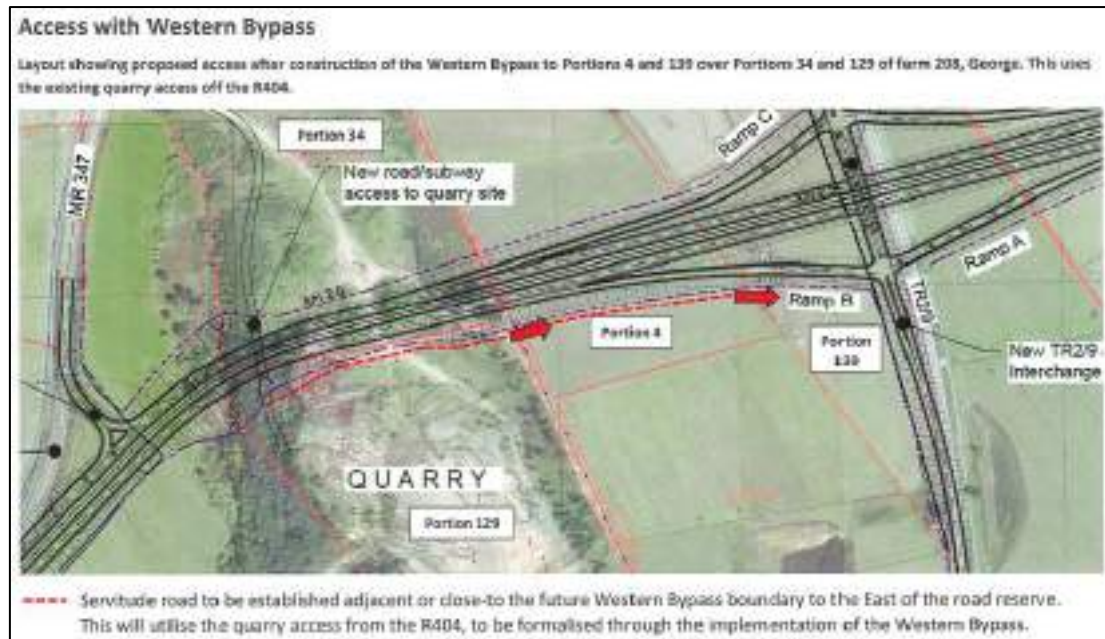 Access with Western Bypass
Layout showing proposed access after construction of the Western Bypass to Portions 4 and 139 over Portions 34 and 129 of farm 208, George. This uses
the existing quarry access off the R404.
Portion 34
Ramp C
MR 347
New road/subway
access to quarry site
Ramp A
Ramp B
TR2/9
Portion 4
Portion
139
New TR2/9
Interchange
QUARRY
Portion 129
Servitude road to be established adjacent or close-to the future Western Bypass boundary to the East of the road reserve.
This will utilise the quarry access from the R404, to be formalised through the implementation of the Western Bypass.